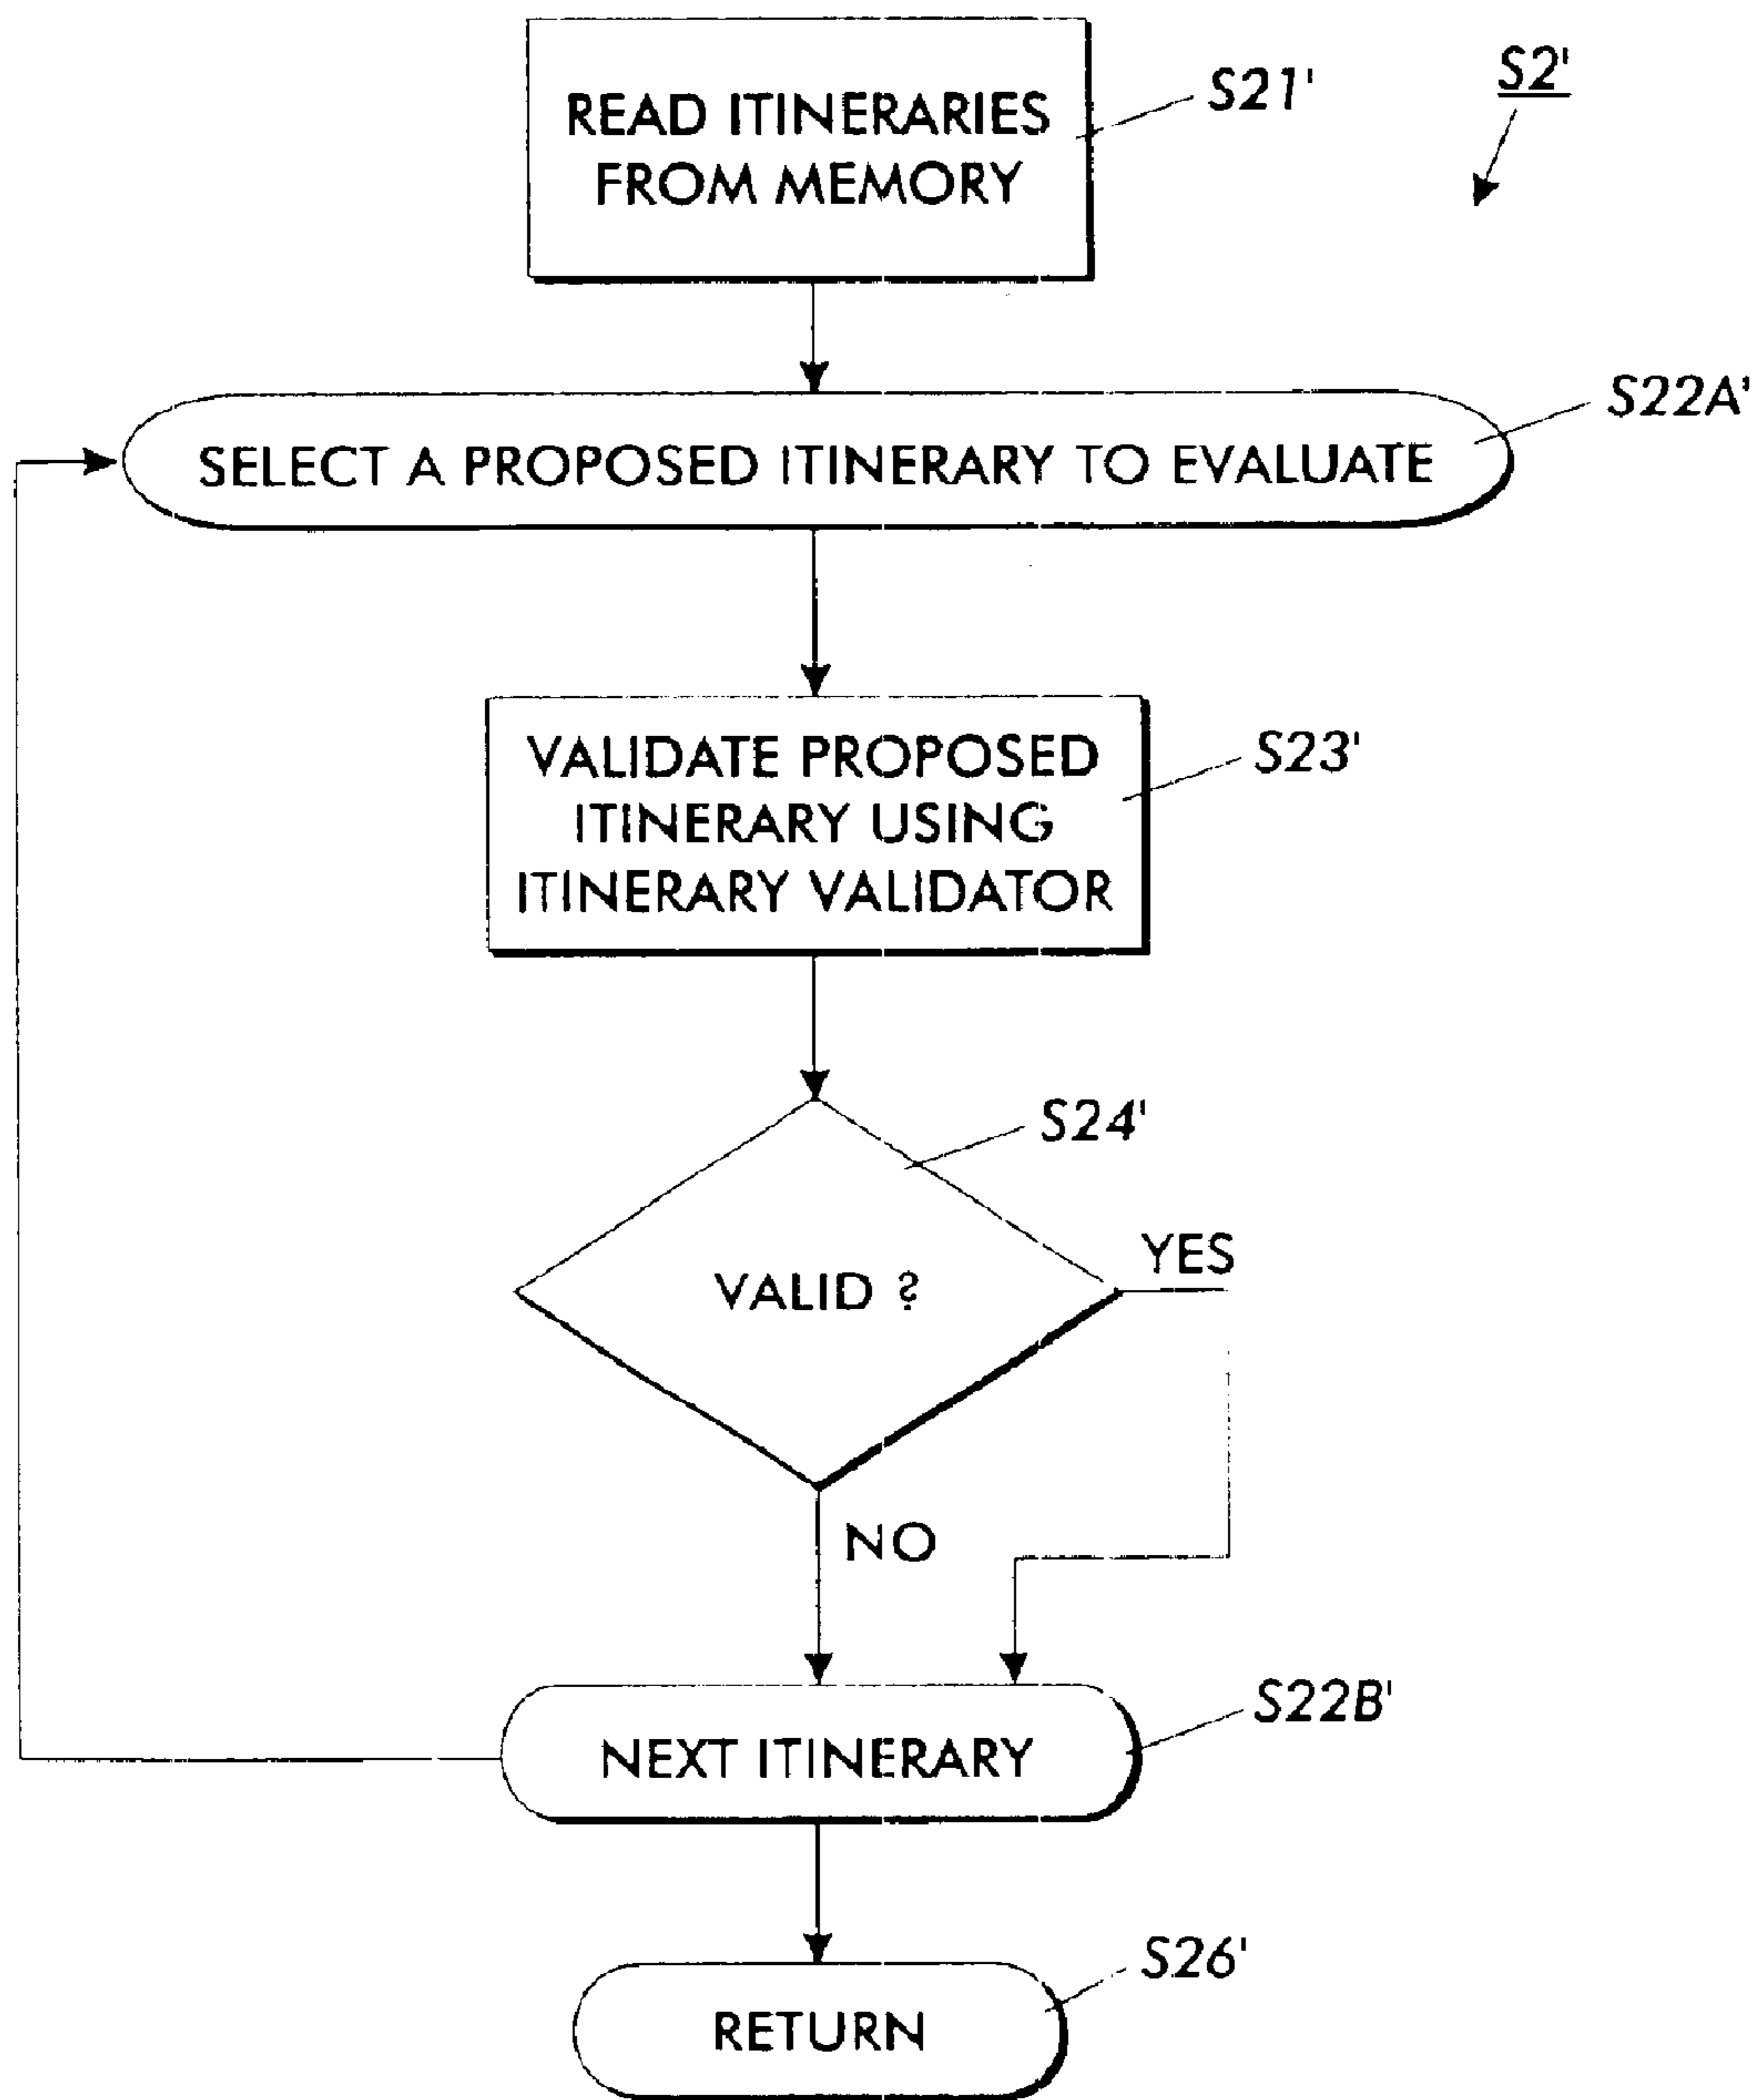 READ ITINERARIES
FROM MEMORY
S21'
S2'
S22A'
SELECT A PROPOSED ITINERARY TO EVALUATE
VALIDATE PROPOSED
ITINERARY USING
ITINERARY VALIDATOR
S23'
S24'
VALID ?
YES
NO
S22B'
NEXT ITINERARY
S26'
RETURN